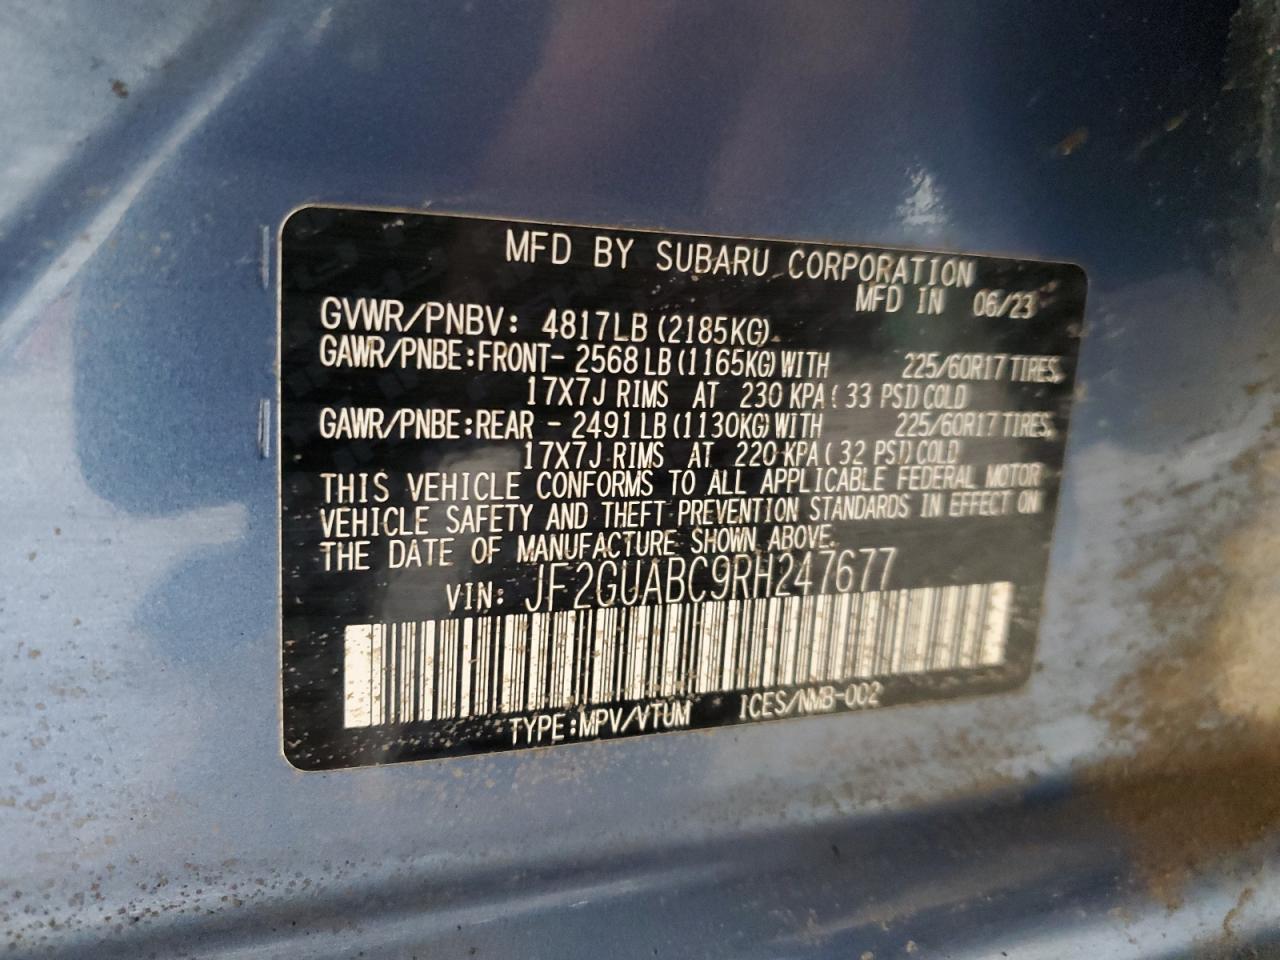 MFD BY SUBARU CORPORATION
MFD IN 06/23
GVWR/PNBV: 4817LB (2185KG)
GAWR/PNBE:FRONT- 2568 LB (1165KG) WITH 225/60R17 TIRES,
17X7J RIMS AT 230 KPA ( 33 PSI) COLD
GAWR/PNBE:REAR - 2491 LB (1130KG) WITH 225/60R17 TIRES,
17X7J RIMS AT 220 KPA ( 32 PSI) COLD
THIS VEHICLE CONFORMS TO ALL APPLICABLE FEDERAL MOTOR
VEHICLE SAFETY AND THEFT PREVENTION STANDARDS IN EFFECT ON
THE DATE OF MANUFACTURE SHOWN ABOVE.
VIN: JF2GUABC9RH247677
TYPE:MPV/VTUM ICES/NMB-002